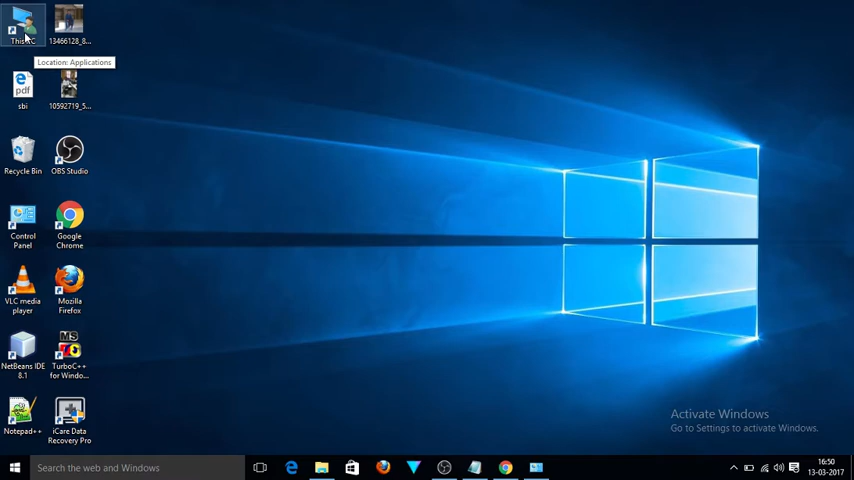 This PC
13466128_8...
Location: Applications
pdf
sbi
10592719_5...
Recycle Bin
OBS Studio
Control
Panel
Google
Chrome
VLC media
player
Mozilla
Firefox
NetBeans IDE
8.1
MS
TurboC++
for Windo...
Notepad++
iCare Data
Recovery Pro
Activate Windows
Go to Settings to activate Windows.
Search the web and Windows
16:50
13-03-2017